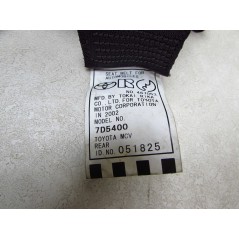 SEAT BELT FOR
AUTOMOBILES
MFD BY TOKAI RIKA
CO. LTD. FOR TOYOTA
MOTOR CORPORATION
IN 2002
MODEL NO.
7D5400
TOYOTA MCV
REAR
ID.NO 051825